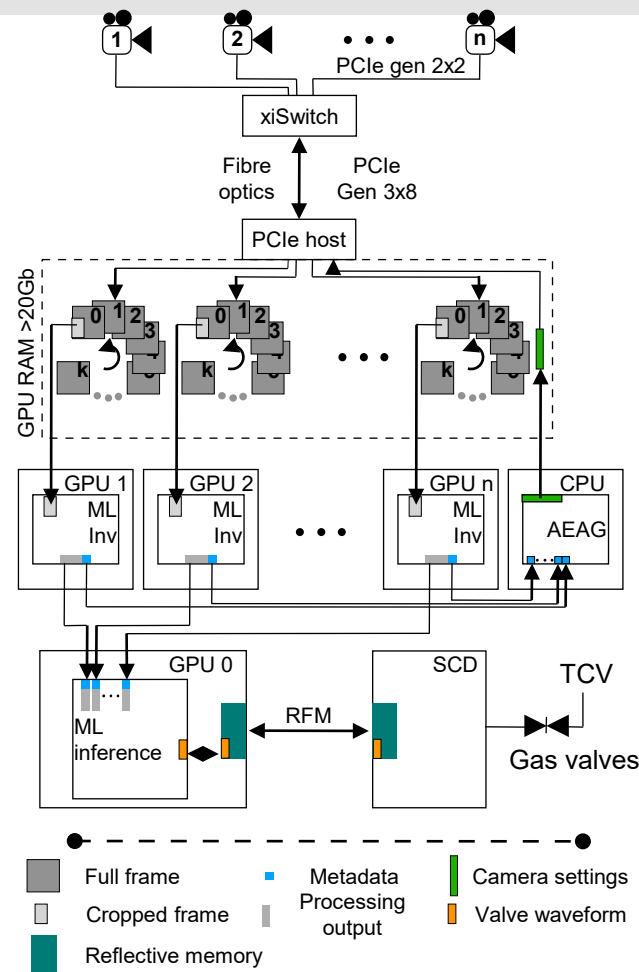 1 2 n
PCIe gen 2x2
xiSwitch
Fibre
optics
PCIe
Gen 3x8
PCIe host
GPU RAM >20Gb
0 1 2 3 k
0 1 2 3 k
0 1 2 3 k
GPU 1
ML
Inv
GPU 2
ML
Inv
GPU n
ML
Inv
CPU
AEAG
GPU 0
ML
inference
RFM
SCD
TCV
Gas valves
Full frame
Metadata
Camera settings
Cropped frame
Processing
output
Valve waveform
Reflective memory